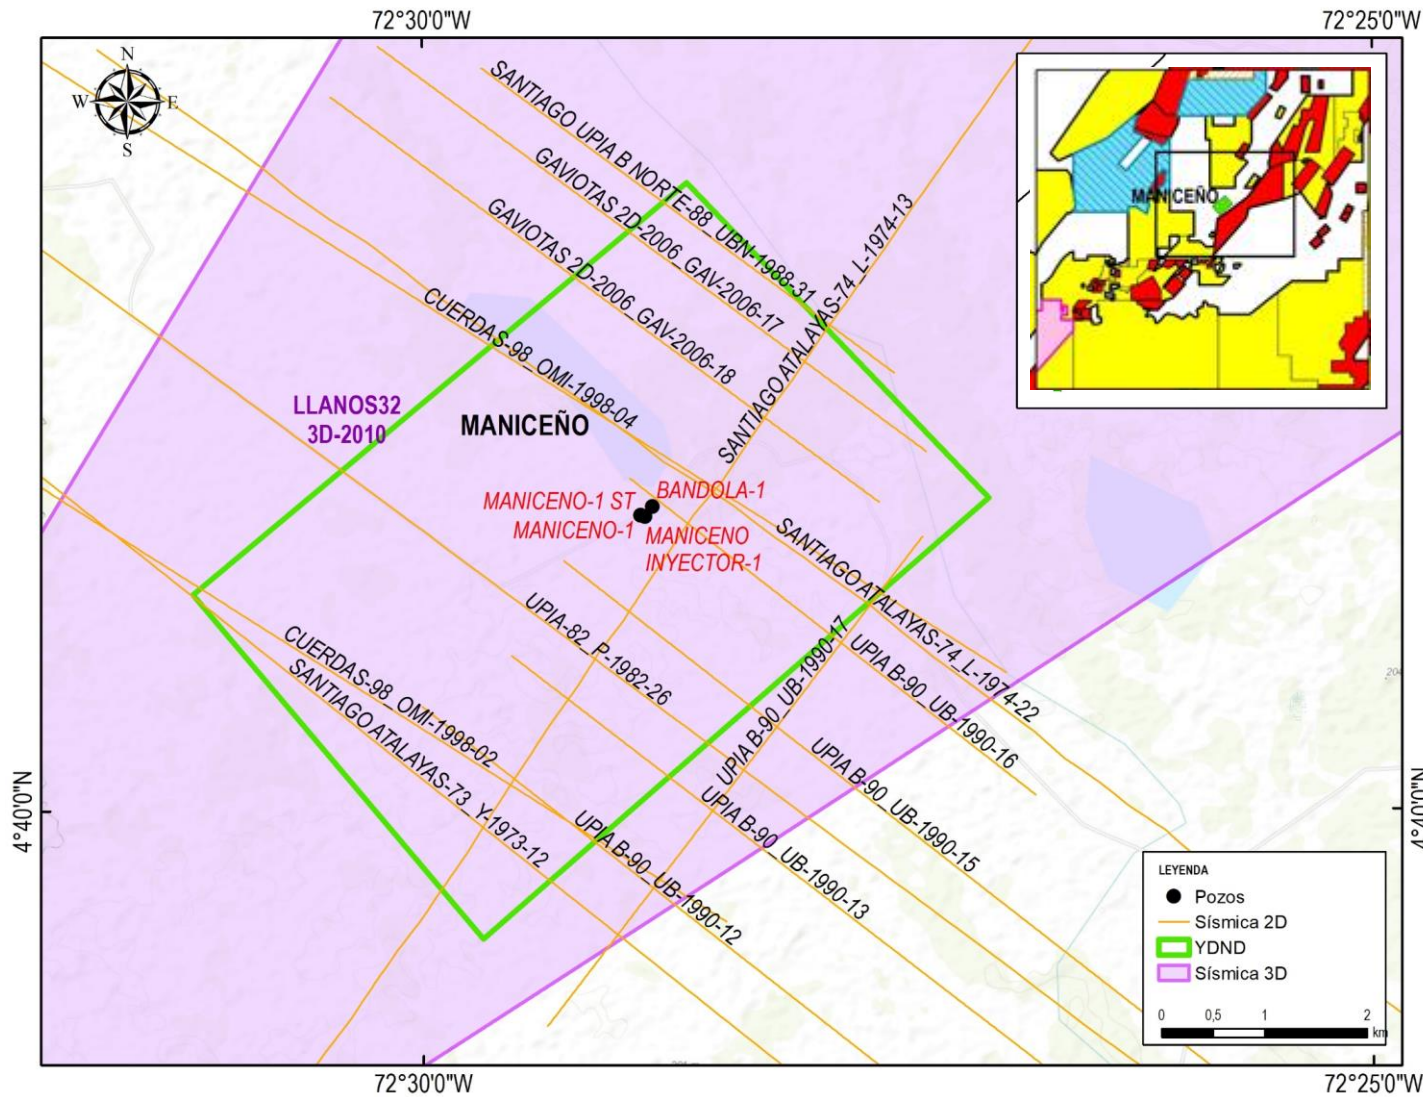 72°30'0"W
72°25'0"W
N
W
E
S
SANTIAGO UPIA B NORTE-88_UBN-1988-31
GAVIOTAS 2D-2006_GAV-2006-17
GAVIOTAS 2D-2006_GAV-2006-18
SANTIAGO ATALAYAS-74_L-1974-13
CUERDAS-98_OMI-1998-04
MANICEÑO
LLANOS32
3D-2010
MANICEÑO
BANDOLA-1
MANICENO-1 ST
MANICENO-1
MANICENO
INYECTOR-1
SANTIAGO ATALAYAS-74_L-1974-22
UPIA-82_P-1982-26
UPIA B-90_UB-1990-17
UPIA B-90_UB-1990-16
CUERDAS-98_OMI-1998-02
SANTIAGO ATALAYAS-73_Y-1973-12
UPIA B-90_UB-1990-15
UPIA B-90_UB-1990-13
UPIA B-90_UB-1990-12
4°40'0"N
4°40'0"N
LEYENDA
Pozos
Sísmica 2D
YDND
Sísmica 3D
0 0,5 1 2
km
72°30'0"W
72°25'0"W